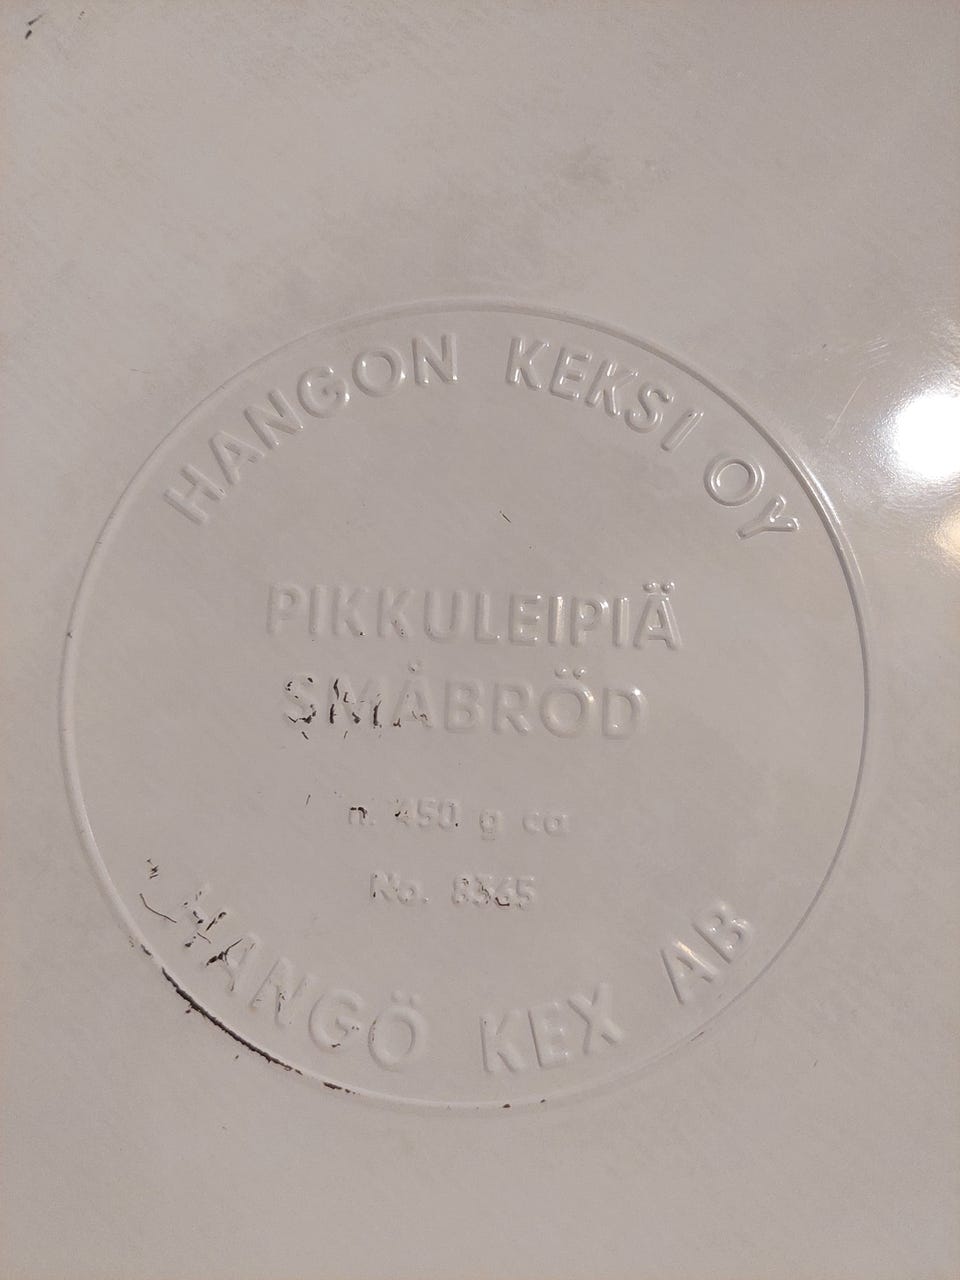 HANGON KEKSI OY
PIKKULEIPIÄ
SMÅBRÖD
n. 450 g ca
No. 8365
HANGÖ KEX AB